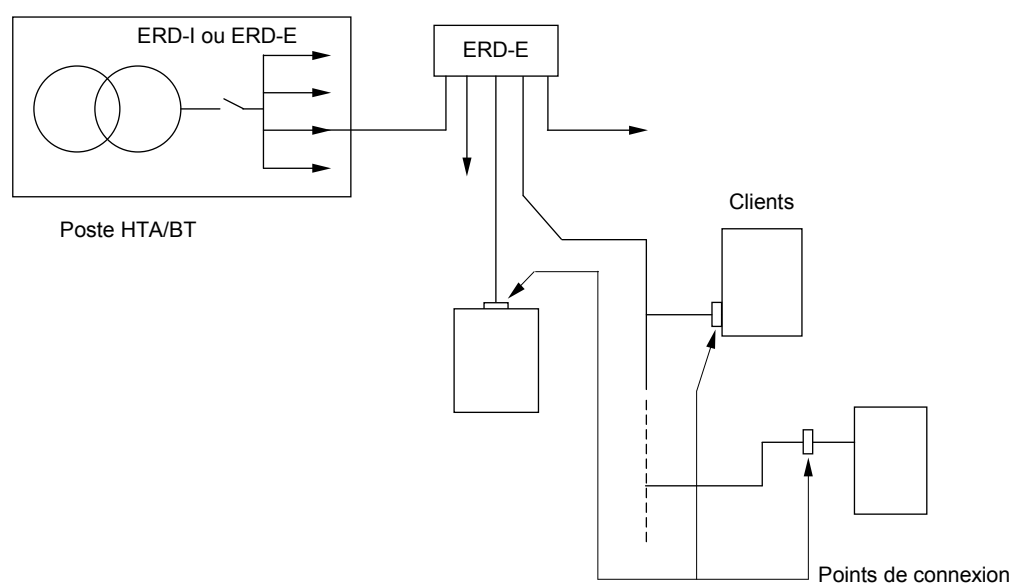 ERD-I ou ERD-E
ERD-E
Poste HTA/BT
Clients
Points de connexion